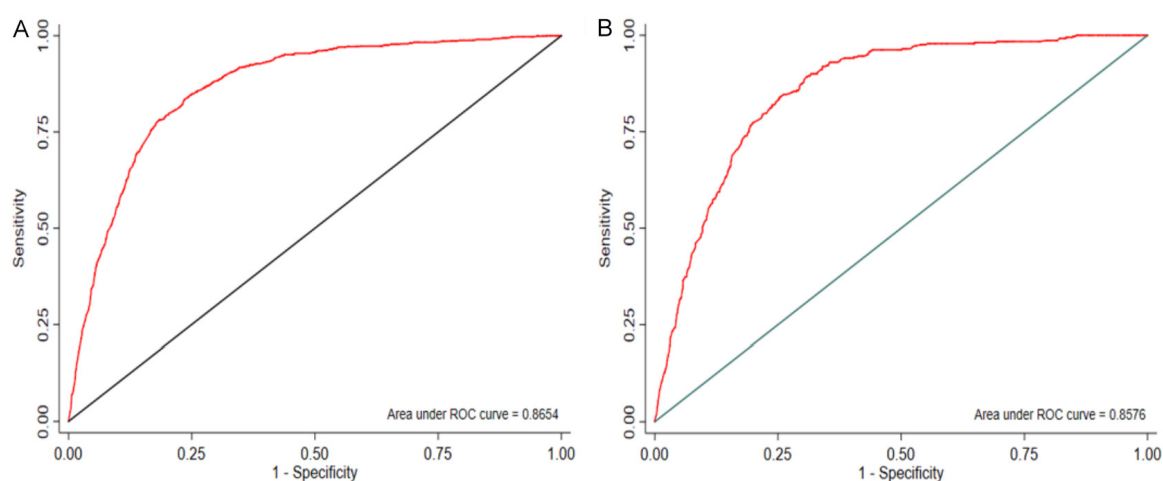 A
Sensitivity
1.00
0.75
0.50
0.25
0.00
Area under ROC curve = 0.8654
0.00 0.25 0.50 0.75 1.00
1 - Specificity
B
Sensitivity
1.00
0.75
0.50
0.25
0.00
Area under ROC curve = 0.8576
0.00 0.25 0.50 0.75 1.00
1 - Specificity